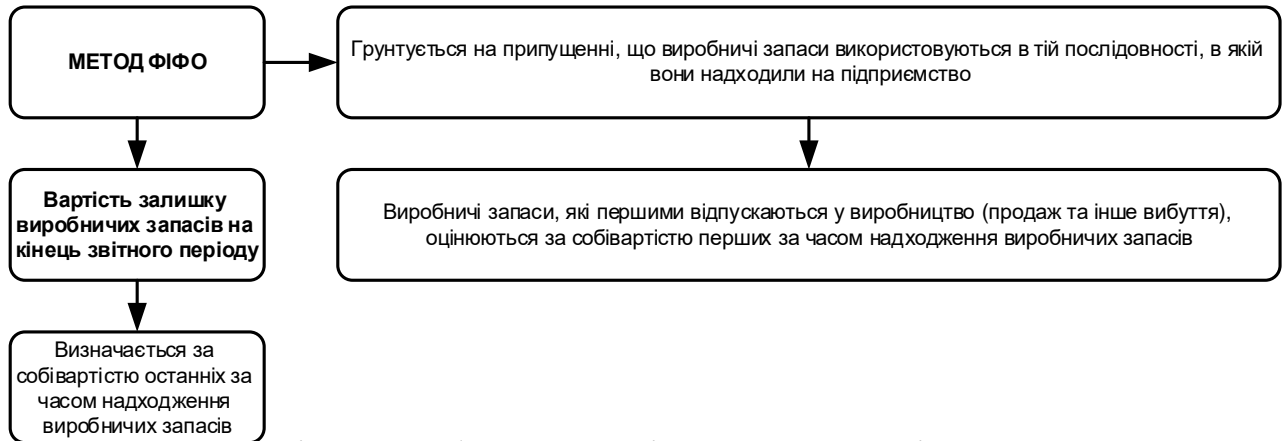 МЕТОД ФІФО
Грунтується на припущенні, що виробничі запаси використовуються в тій послідовності, в якій
вони надходили на підприємство
Вартість залишку
виробничих запасів на
кінець звітного періоду
Виробничі запаси, які першими відпускаються у виробництво (продаж та інше вибуття),
оцінюються за собівартістю перших за часом надходження виробничих запасів
Визначається за
собівартістю останніх за
часом надходження
виробничих запасів